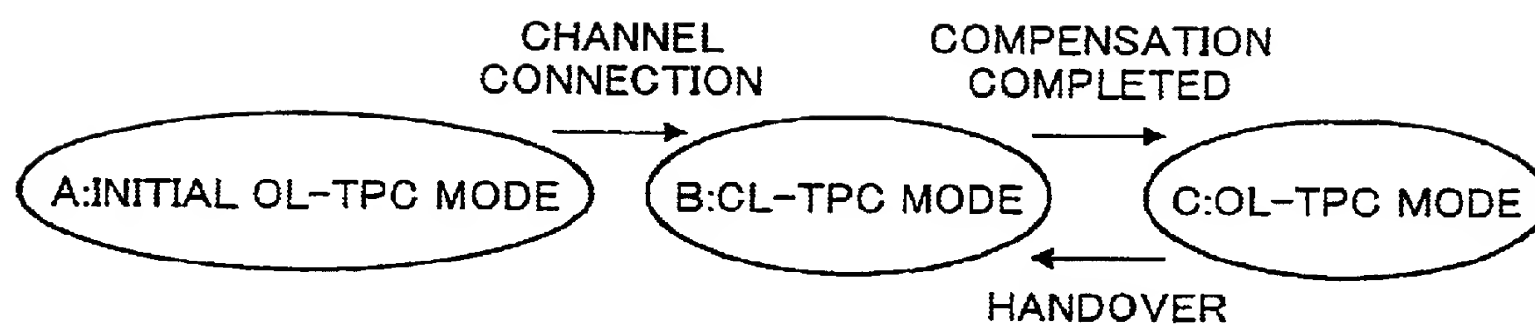 CHANNEL
CONNECTION
COMPENSATION
COMPLETED
A:INITIAL OL-TPC MODE
B:CL-TPC MODE
C:OL-TPC MODE
HANDOVER